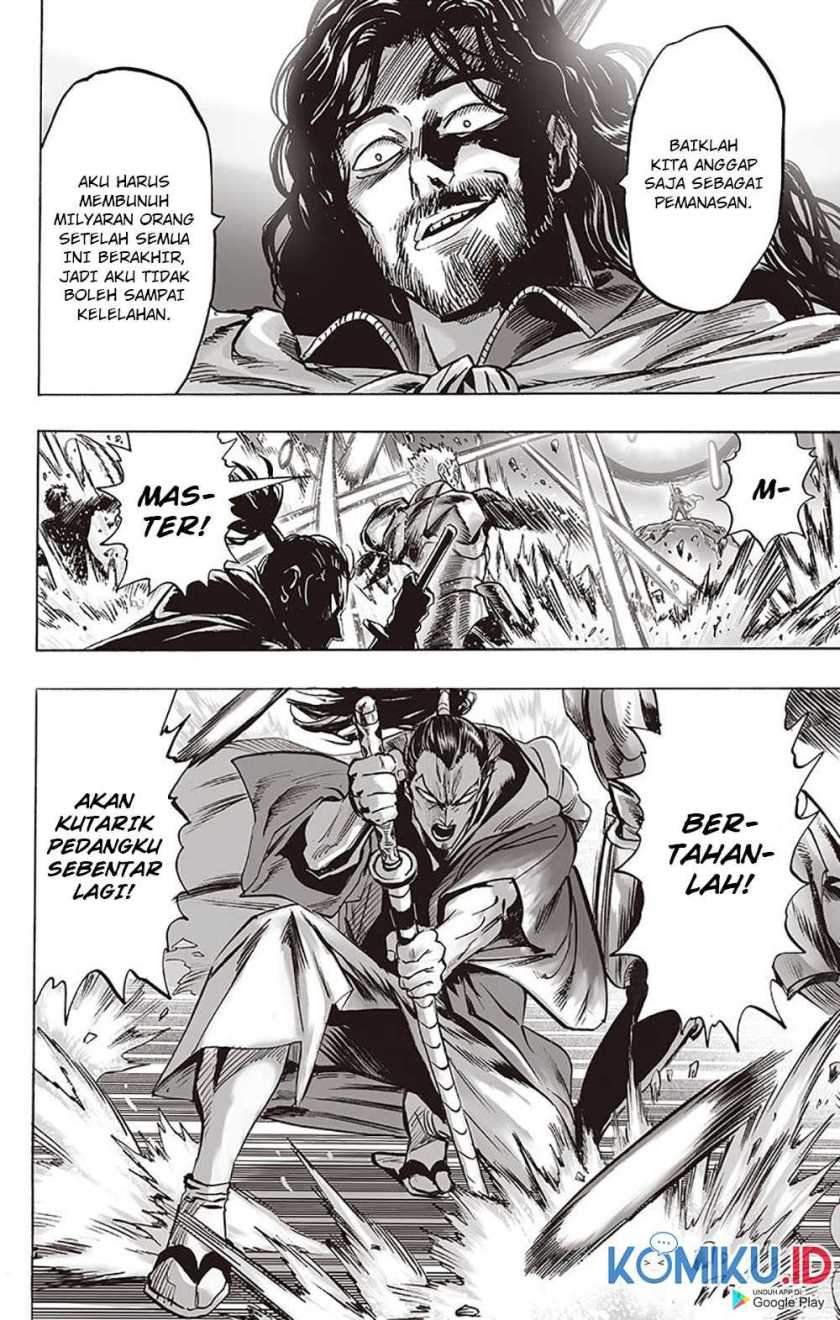 BAIKLAH
KITA ANGGAP
SAJA SEBAGAI
PEMANASAN.
AKU HARUS
MEMBUNUH
MILYARAN ORANG
SETELAH SEMUA
INI BERAKHIR,
JADI AKU TIDAK
BOLEH SAMPAI
KELELAHAN.
M-
MAS-
TER!
BER-
TAHAN-
LAH!
AKAN
KUTARIK
PEDANGKU
SEBENTAR
LAGI!
KOMIKU.ID
UNDUH APP DI
Google Play